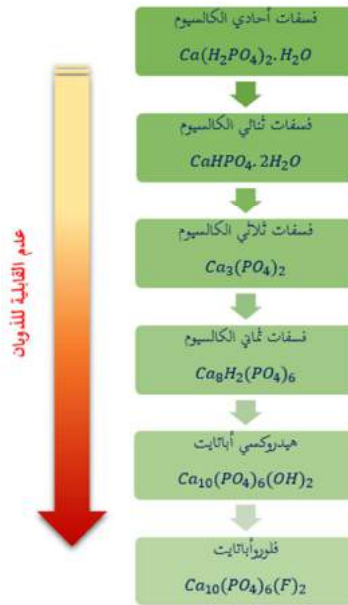 فسفات أحادي الكالسيوم
Ca(H₂PO₄)₂.H₂O
فسفات ثنائي الكالسيوم
CaHPO₄.2H₂O
فسفات ثلاثي الكالسيوم
Ca₃(PO₄)₂
فسفات ثماني الكالسيوم
Ca₈H₂(PO₄)₆
هيدروكسي أباتايت
Ca₁₀(PO₄)₆(OH)₂
فلوروأباتايت
Ca₁₀(PO₄)₆(F)₂
عدم القابلية للذوبان